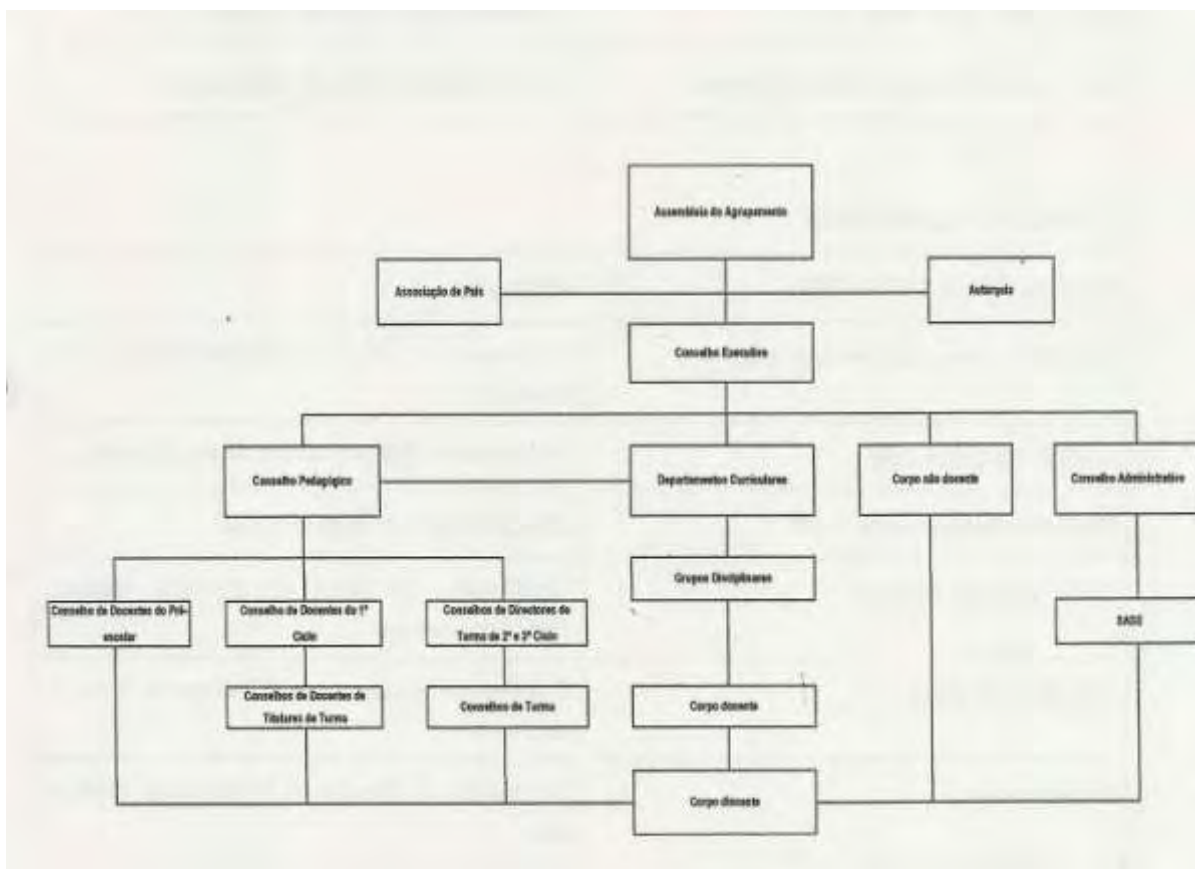 Assembleia do Agrupamento
Associação de Pais
Autarquia
Conselho Executivo
Conselho Pedagógico
Departamentos Curriculares
Corpo não docente
Conselho Administrativo
Grupos Disciplinares
Conselho de Docentes do Pré-
escolar
Conselho de Docentes do 1º
Ciclo
Conselhos de Directores de
Turma de 2º e 3º Ciclo
SASE
Conselhos de Docentes de
Titulares de Turma
Conselhos de Turma
Corpo docente
Corpo discente